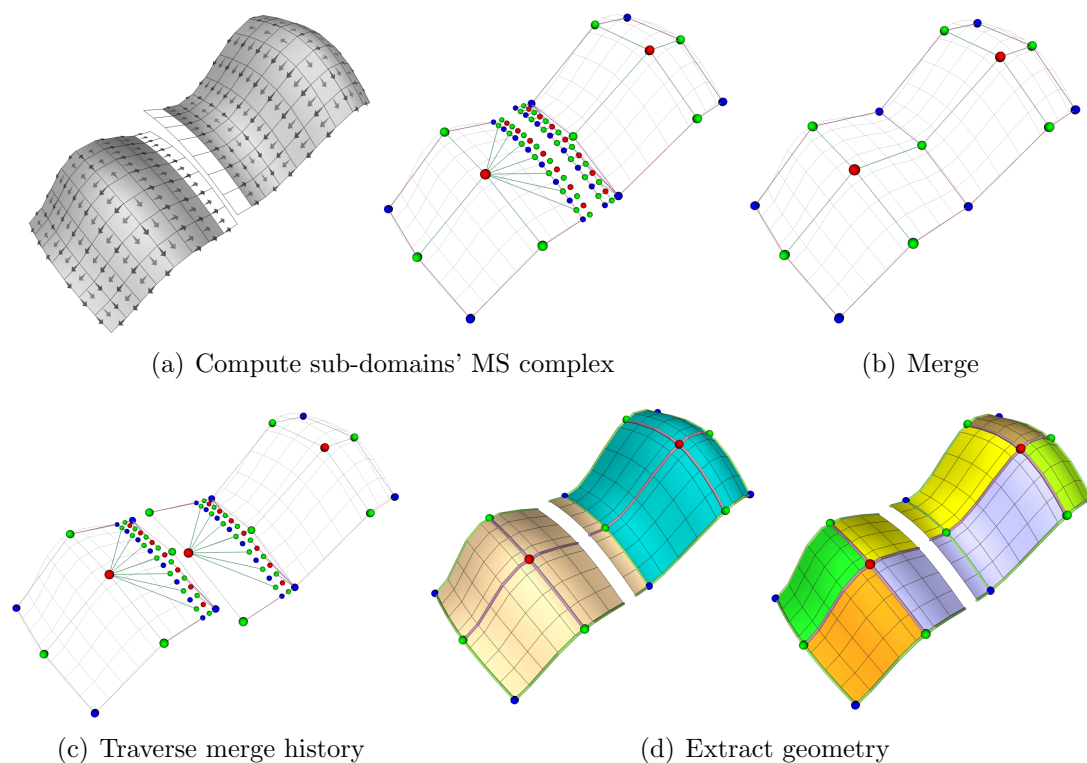 (a) Compute sub-domains' MS complex
(b) Merge
(c) Traverse merge history
(d) Extract geometry